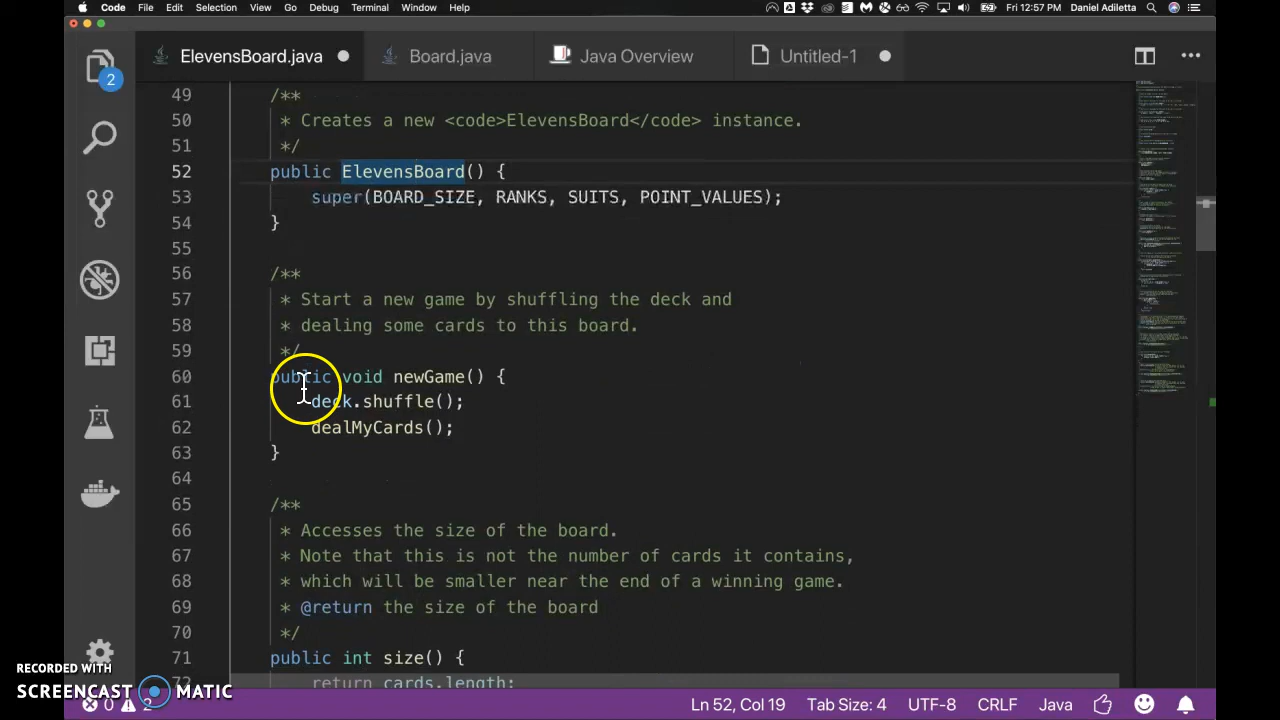 Code File Edit Selection View Go Debug Terminal Window Help Fri 12:57 PM Daniel Adiletta
ElevensBoard.java Board.java Java Overview Untitled-1
2
49 /**
50 * Creates a new <code>ElevensBoard</code> instance.
51 */
52 public ElevensBoard() {
53 super(BOARD_SIZE, RANKS, SUITS, POINT_VALUES);
54 }
55
56 /**
57 * Start a new game by shuffling the deck and
58 * dealing some cards to this board.
59 */
60 public void newGame() {
61 deck.shuffle();
62 dealMyCards();
63 }
64
65 /**
66 * Accesses the size of the board.
67 * Note that this is not the number of cards it contains,
68 * which will be smaller near the end of a winning game.
69 * @return the size of the board
70 */
71 public int size() {
72 return cards.length;
RECORDED WITH
SCREENCAST MATIC
0 2 Ln 52, Col 19 Tab Size: 4 UTF-8 CRLF Java